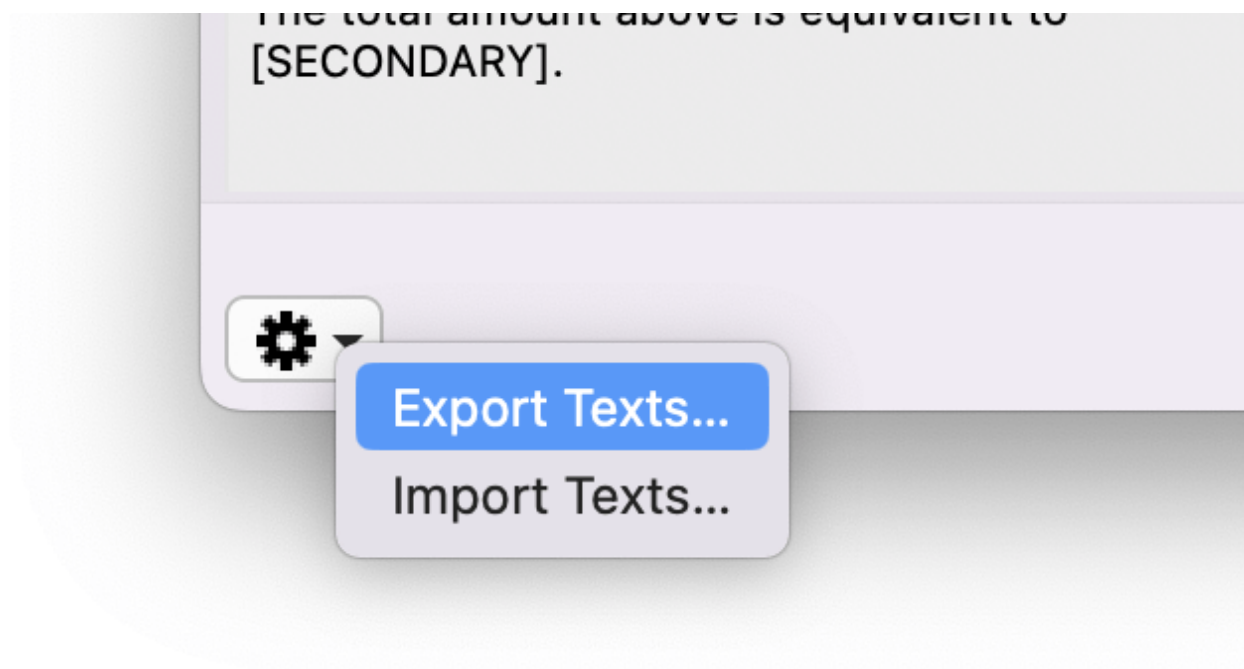 The total amount above is equivalent to
[SECONDARY].
Export Texts...
Import Texts...